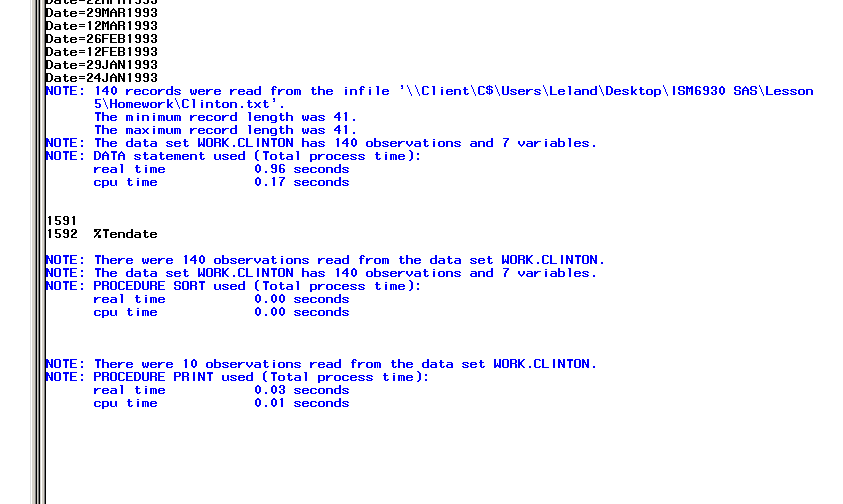 Date=22MAR1993
Date=29MAR1993
Date=12MAR1993
Date=26FEB1993
Date=12FEB1993
Date=29JAN1993
Date=24JAN1993
NOTE: 140 records were read from the infile '\\Client\C$\Users\Leland\Desktop\ISM6930 SAS\Lesson
5\Homework\Clinton.txt'.
The minimum record length was 41.
The maximum record length was 41.
NOTE: The data set WORK.CLINTON has 140 observations and 7 variables.
NOTE: DATA statement used (Total process time):
real time 0.96 seconds
cpu time 0.17 seconds
1591
1592 %Tendate
NOTE: There were 140 observations read from the data set WORK.CLINTON.
NOTE: The data set WORK.CLINTON has 140 observations and 7 variables.
NOTE: PROCEDURE SORT used (Total process time):
real time 0.00 seconds
cpu time 0.00 seconds
NOTE: There were 10 observations read from the data set WORK.CLINTON.
NOTE: PROCEDURE PRINT used (Total process time):
real time 0.03 seconds
cpu time 0.01 seconds